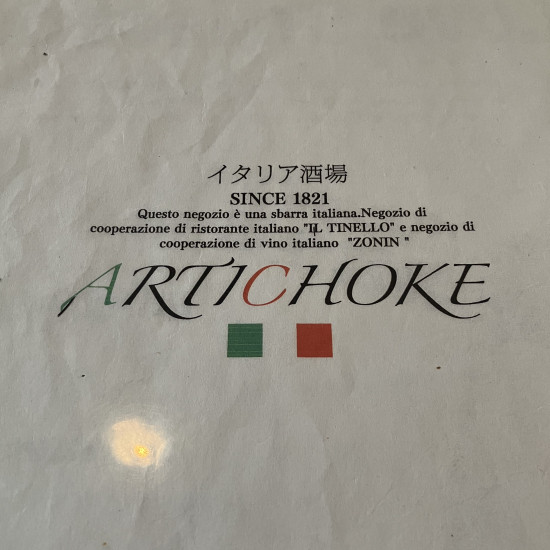 イタリア酒場
SINCE 1821
Questo negozio è una sbarra italiana.Negozio di
cooperazione di ristorante italiano "IL TINELLO" e negozio di
cooperazione di vino italiano "ZONIN "
ARTICHOKE